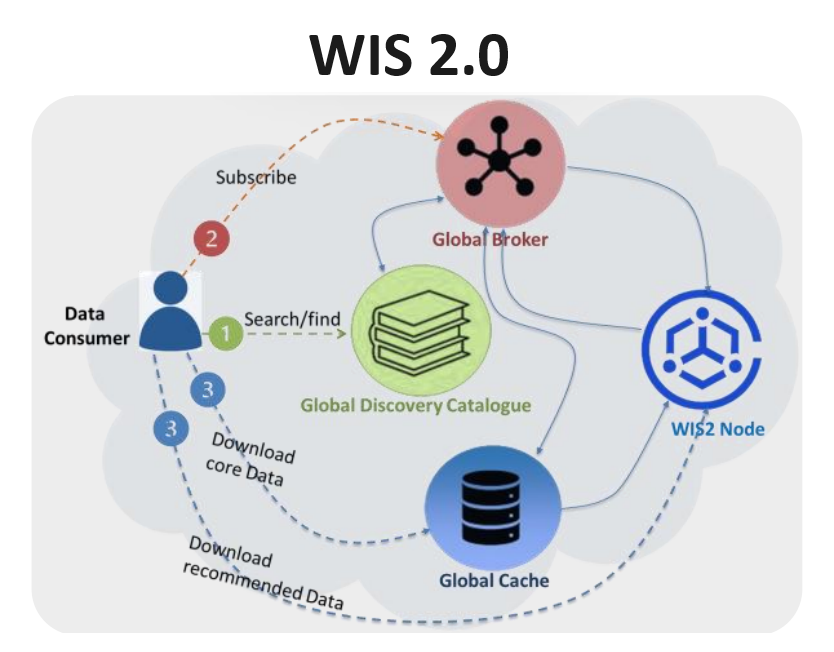 WIS 2.0
Subscribe
2
Global Broker
Data
Consumer
1
Search/find
Global Discovery Catalogue
3
3
Download
core Data
WIS2 Node
Download
recommended Data
Global Cache